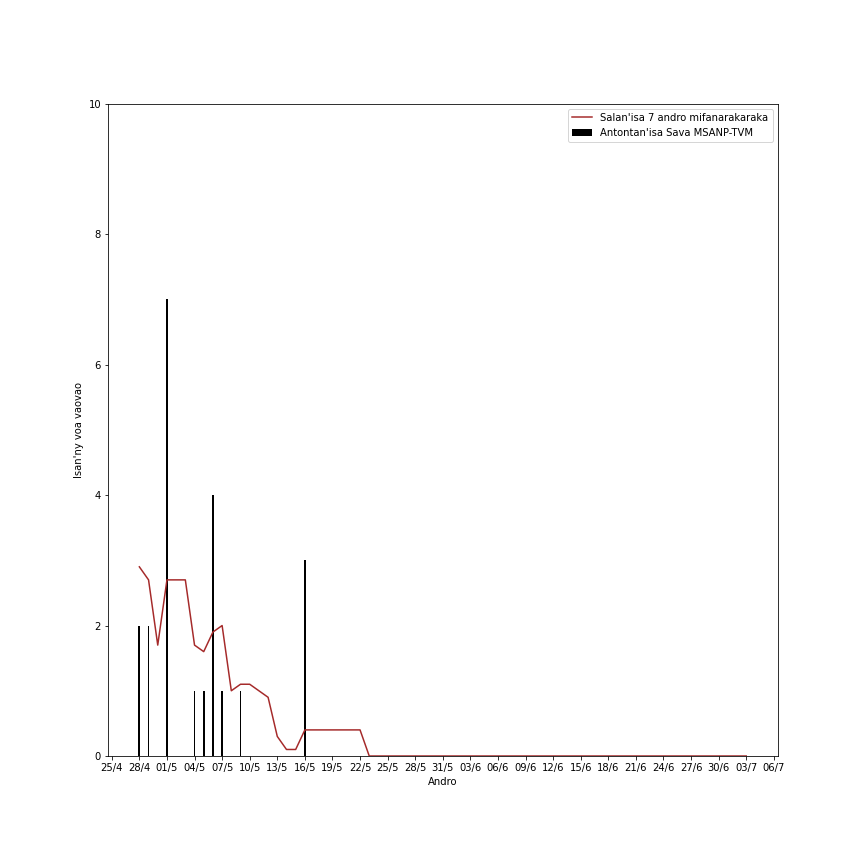 10
8
6
4
2
0
Isan'ny voa vaovao
Salan'isa 7 andro mifanarakaraka
Antontan'isa Sava MSANP-TVM
25/4 28/4 01/5 04/5 07/5 10/5 13/5 16/5 19/5 22/5 25/5 28/5 31/5 03/6 06/6 09/6 12/6 15/6 18/6 21/6 24/6 27/6 30/6 03/7 06/7
Andro